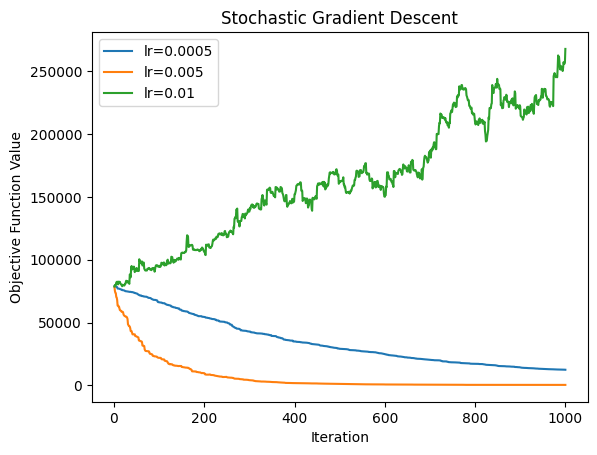 Stochastic Gradient Descent
lr=0.0005
lr=0.005
lr=0.01
Objective Function Value
250000
200000
150000
100000
50000
0
0 200 400 600 800 1000
Iteration